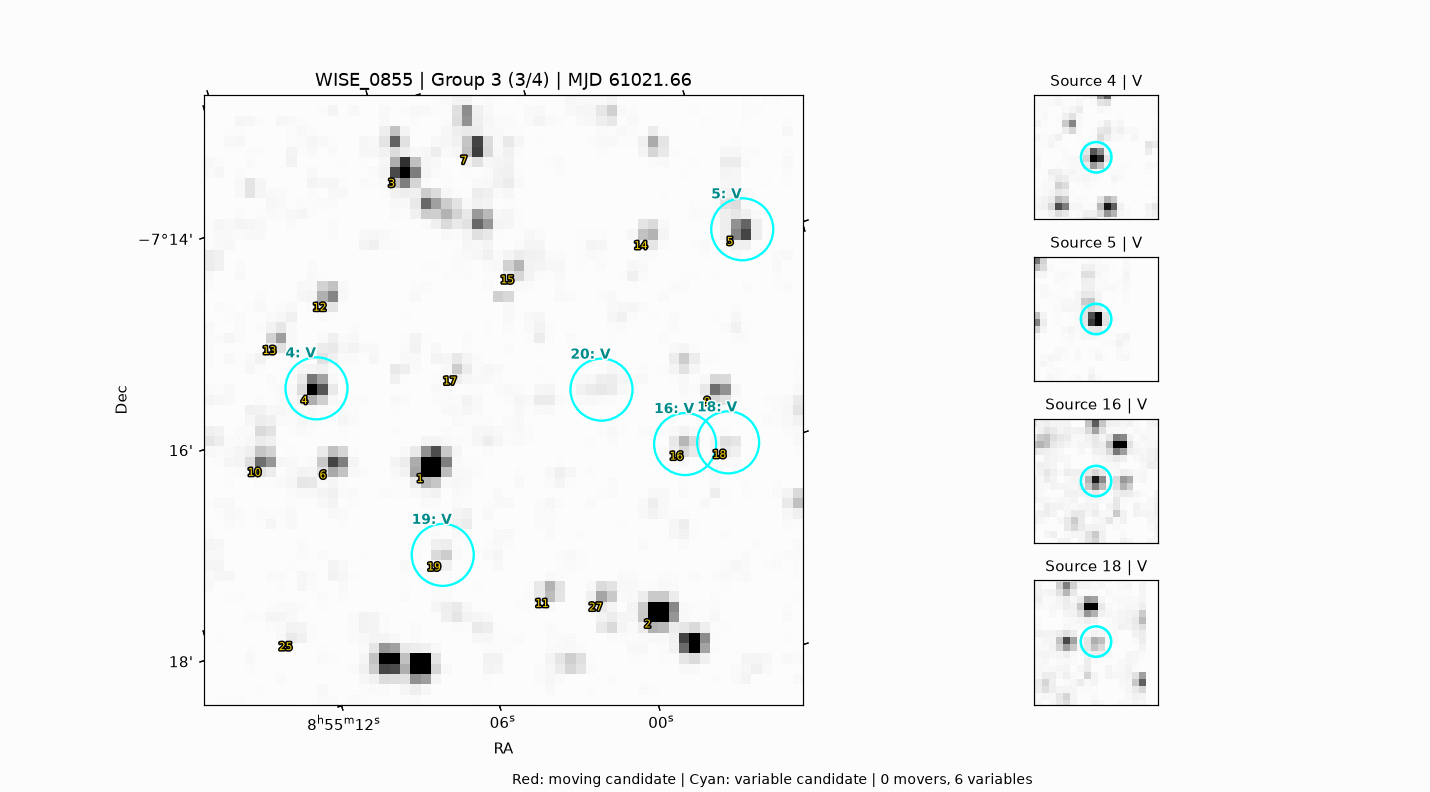 WISE_0855 | Group 3 (3/4) | MJD 61021.66
Source 4 | V
7
3
5: V
5
14
−7°14'
15
Source 5 | V
12
13
4: V
20: V
17
4
Dec
16: V
18: V
Source 16 | V
16'
16
18
10
6
1
19: V
19
Source 18 | V
11
27
2
25
18'
8ʰ55ᵐ12ˢ
06ˢ
00ˢ
RA
Red: moving candidate | Cyan: variable candidate | 0 movers, 6 variables